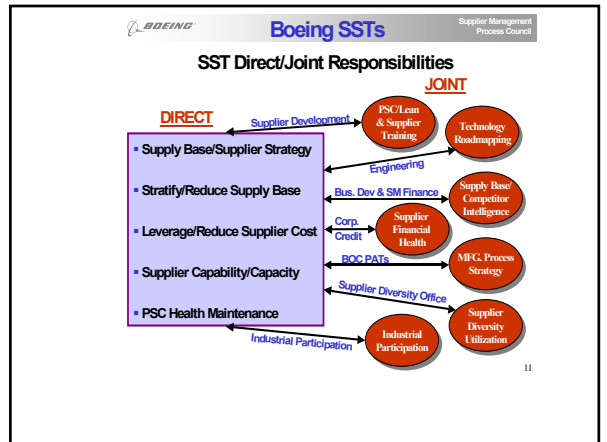 BOEING
Boeing SSTs
Supplier Management
Process Council
SST Direct/Joint Responsibilities
JOINT
DIRECT
▪ Supply Base/Supplier Strategy
▪ Stratify/Reduce Supply Base
▪ Leverage/Reduce Supplier Cost
▪ Supplier Capability/Capacity
▪ PSC Health Maintenance
Supplier Development
PSC/Lean
& Supplier
Training
Engineering
Technology
Roadmapping
Bus. Dev & SM Finance
Supply Base/
Competitor
Intelligence
Corp.
Credit
Supplier
Financial
Health
BOC PATs
MFG. Process
Strategy
Supplier Diversity Office
Supplier
Diversity
Utilization
Industrial Participation
Industrial
Participation
11